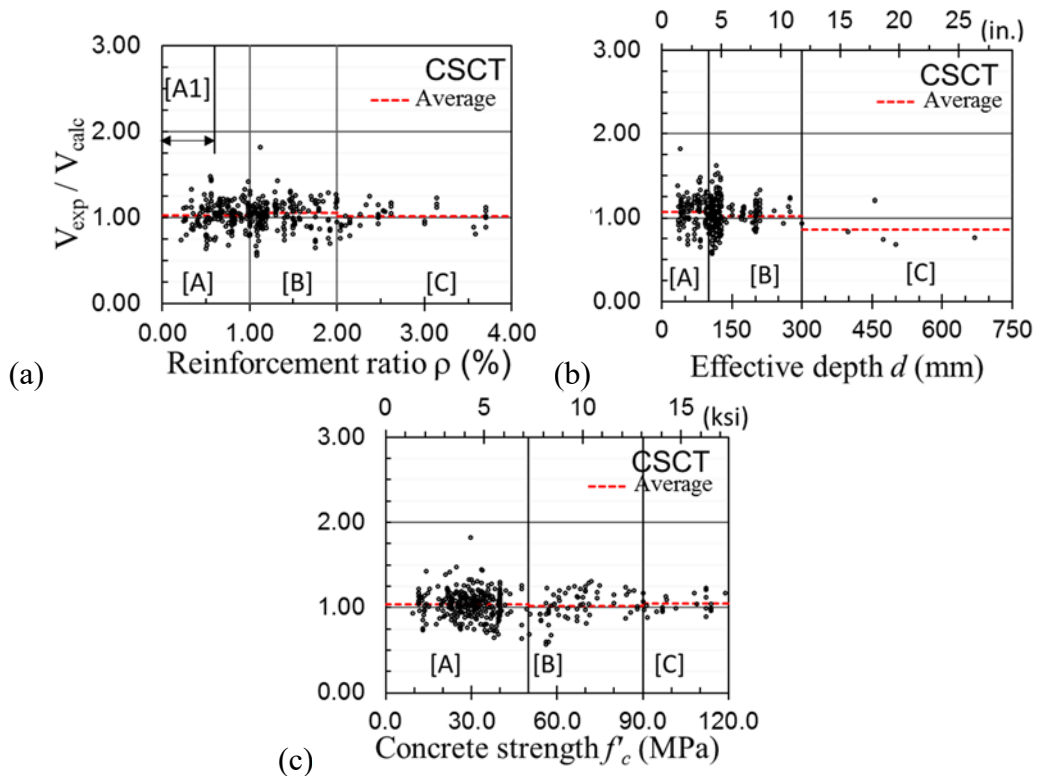 3.00
[A1]
CSCT
Average
2.00
V_exp / V_calc
1.00
[A] [B] [C]
0.00
0.00 1.00 2.00 3.00 4.00
(a) Reinforcement ratio ρ (%)
0 5 10 15 20 25 (in.)
3.00
CSCT
Average
2.00
1.00
[A] [B] [C]
0.00
0 150 300 450 600 750
(b) Effective depth d (mm)
0 5 10 15 (ksi)
3.00
CSCT
Average
2.00
1.00
[A] [B] [C]
0.00
0.0 30.0 60.0 90.0 120.0
(c) Concrete strength f'c (MPa)